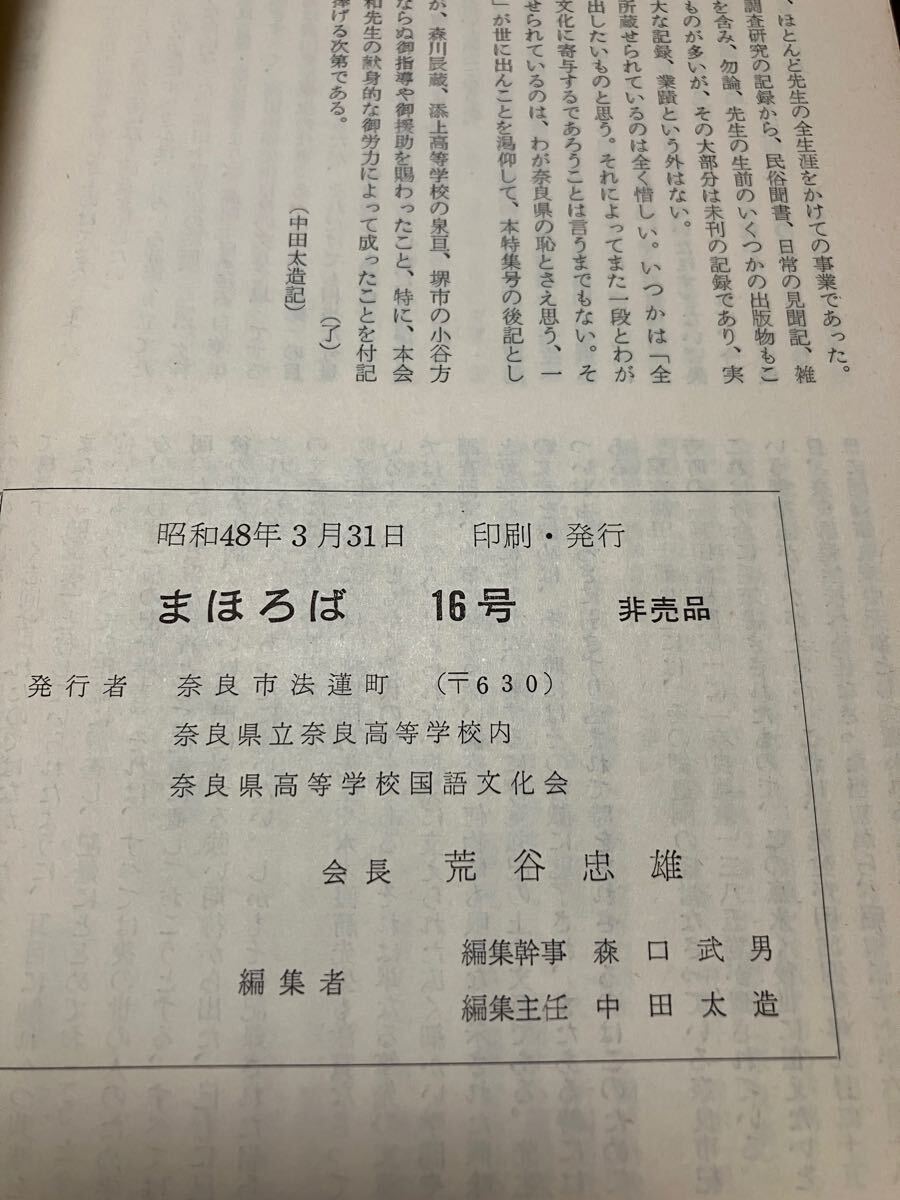 、ほとんど先生の全生涯をかけての事業であった。
調査研究の記録から、民俗聞書、日常の見聞記、雑
を含み、勿論、先生の生前のいくつかの出版物もこ
ものが多いが、その大部分は未刊の記録であり、実
大な記録、業蹟という外はない。
所蔵せられているのは全く惜しい。いつかは「全
出したいものと思う。それによってまた一段とわが
文化に寄与するであろうことは言うまでもない。そ
せられているのは、わが奈良県の恥とさえ思う、一
」が世に出んことを渇仰して、本特集号の後記とし
（了）
が、森川辰蔵、添上高等学校の泉亘、堺市の小谷方
ならぬ御指導や御援助を賜わったこと、特に、本会
和先生の献身的な御労力によって成ったことを付記
捧げる次第である。
（中田太造記）
昭和48年3月31日 印刷・発行
まほろば 16号 非売品
発行者 奈良市法蓮町 （〒630）
奈良県立奈良高等学校内
奈良県高等学校国語文化会
会長 荒谷忠雄
編集者
編集幹事 森口武男
編集主任 中田太造